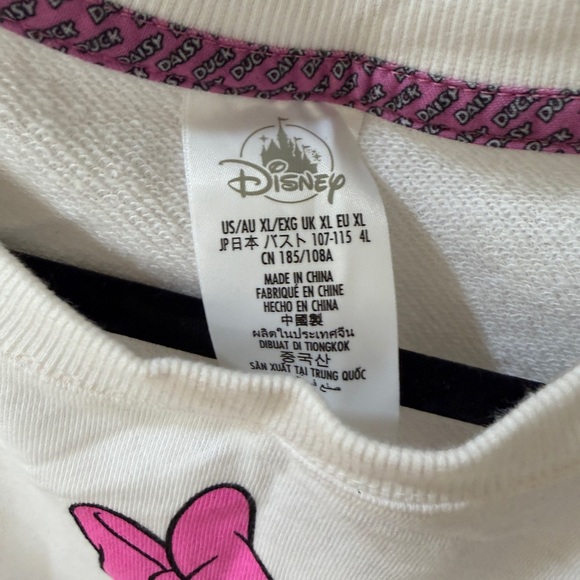 DAISY DUCK DAISY DUCK DAISY DUCK DAISY DUCK
DISNEY
US/AU XL/EXG UK XL EU XL
JP日本 バスト 107-115 4L
CN 185/108A
MADE IN CHINA
FABRIQUÉ EN CHINE
HECHO EN CHINA
中國製
ผลิตในประเทศจีน
DIBUAT DI TIONGKOK
중국산
SẢN XUẤT TẠI TRUNG QUỐC